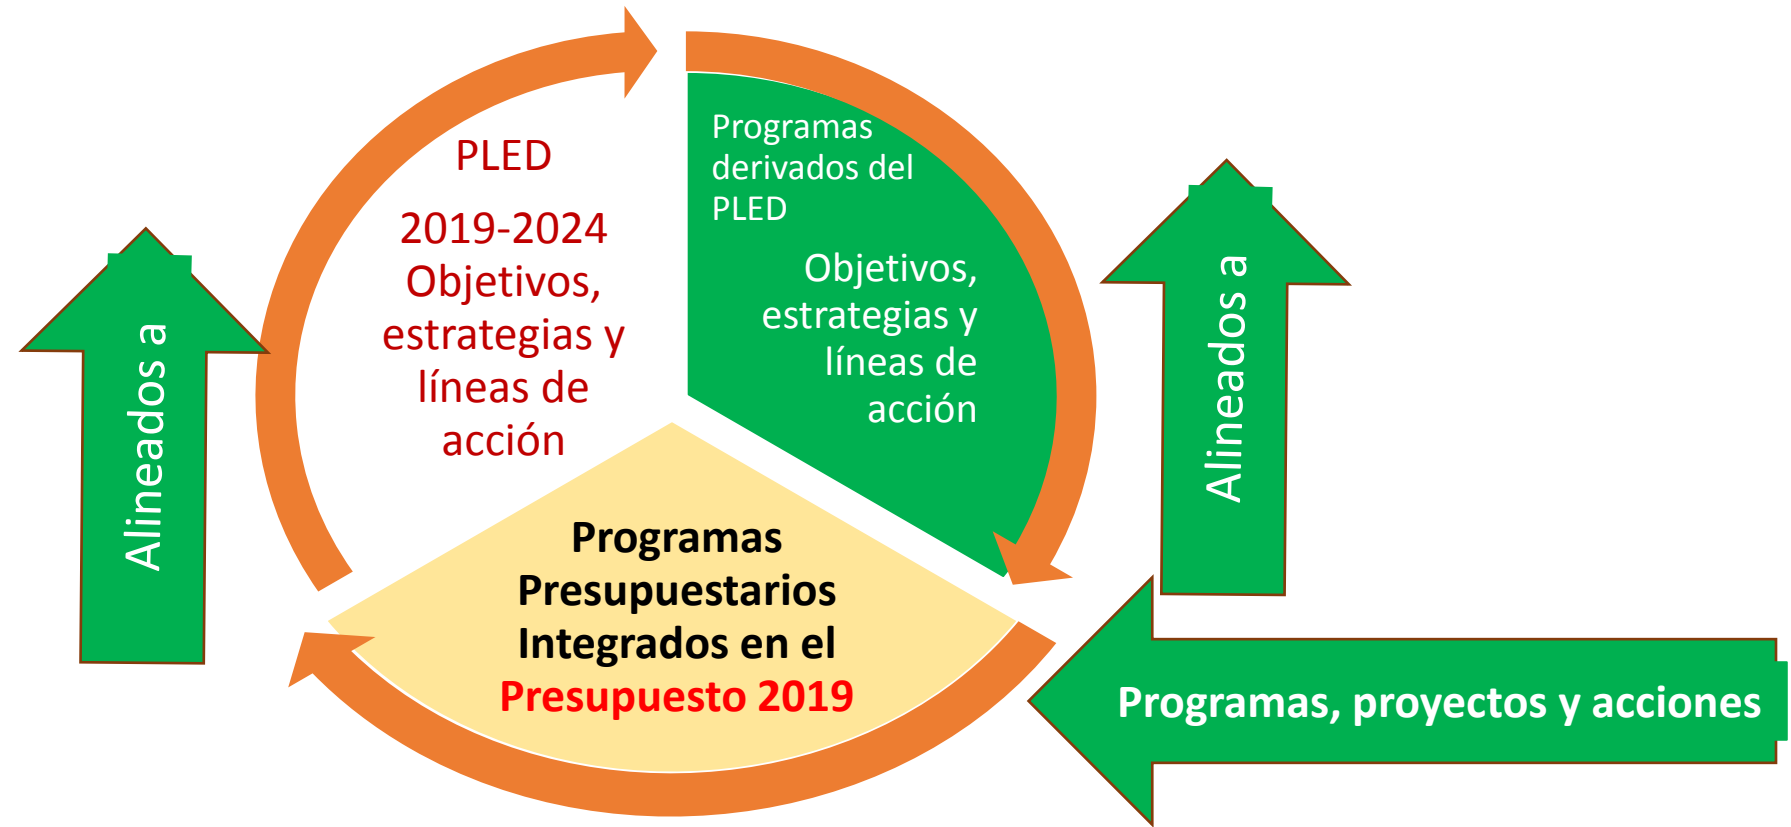 PLED
2019-2024
Objetivos,
estrategias y
líneas de
acción
Programas
derivados del
PLED
Objetivos,
estrategias y
líneas de
acción
Programas
Presupuestarios
Integrados en el
Presupuesto 2019
Alineados a
Alineados a
Programas, proyectos y acciones